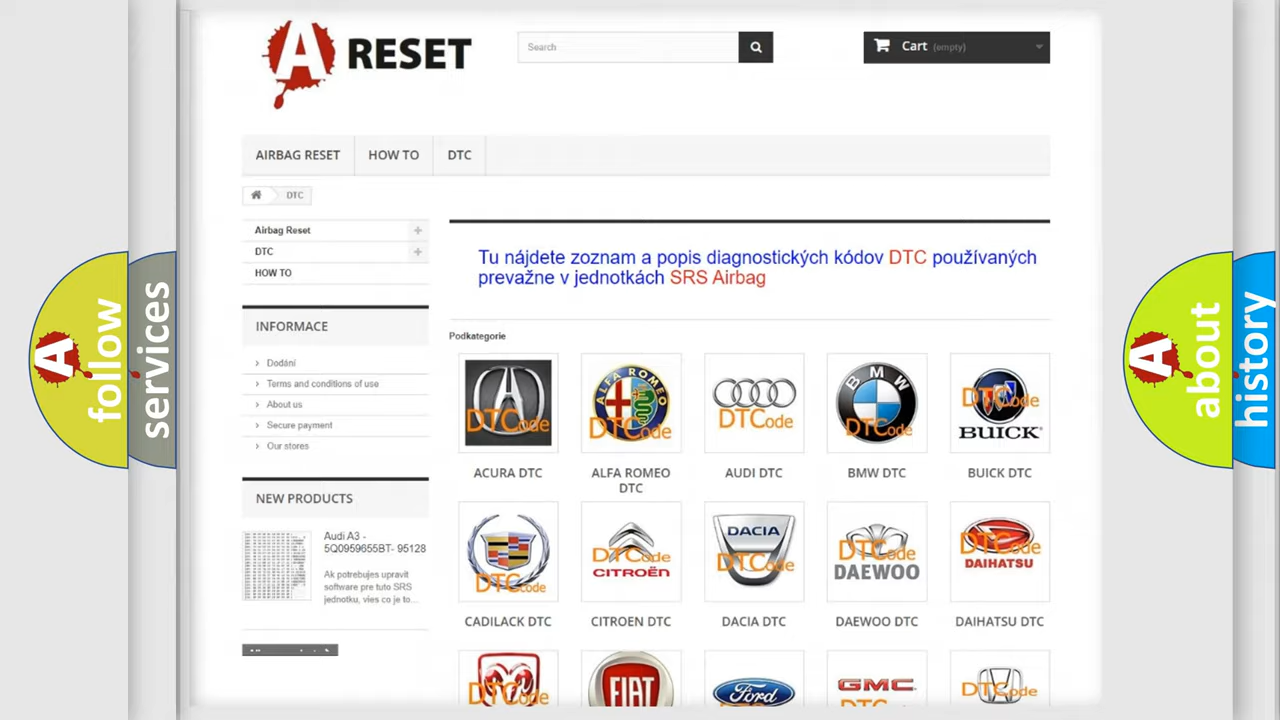 A RESET
Search
Cart (empty)
AIRBAG RESET
HOW TO
DTC
DTC
Airbag Reset
DTC
HOW TO
INFORMACE
Dodání
Terms and conditions of use
About us
Secure payment
Our stores
NEW PRODUCTS
Audi A3 -
5Q0959655BT- 95128
Ak potrebujes upravit
software pre tuto SRS
jednotku, vies co je to...
Tu nájdete zoznam a popis diagnostických kódov DTC používaných
prevažne v jednotkách SRS Airbag
Podkategorie
DTCode
ALFA ROMEO
DTCode
DTCode
BMW
DTCode
DTCode
BUICK
ACURA DTC
ALFA ROMEO
DTC
AUDI DTC
BMW DTC
BUICK DTC
DTCode
DTCode
CITROËN
DACIA
DTCode
DTCode
DAEWOO
DTCode
DAIHATSU
CADILACK DTC
CITROEN DTC
DACIA DTC
DAEWOO DTC
DAIHATSU DTC
DTCode
FIAT
Ford
GMC
DTCode
A follow
services
A about
history